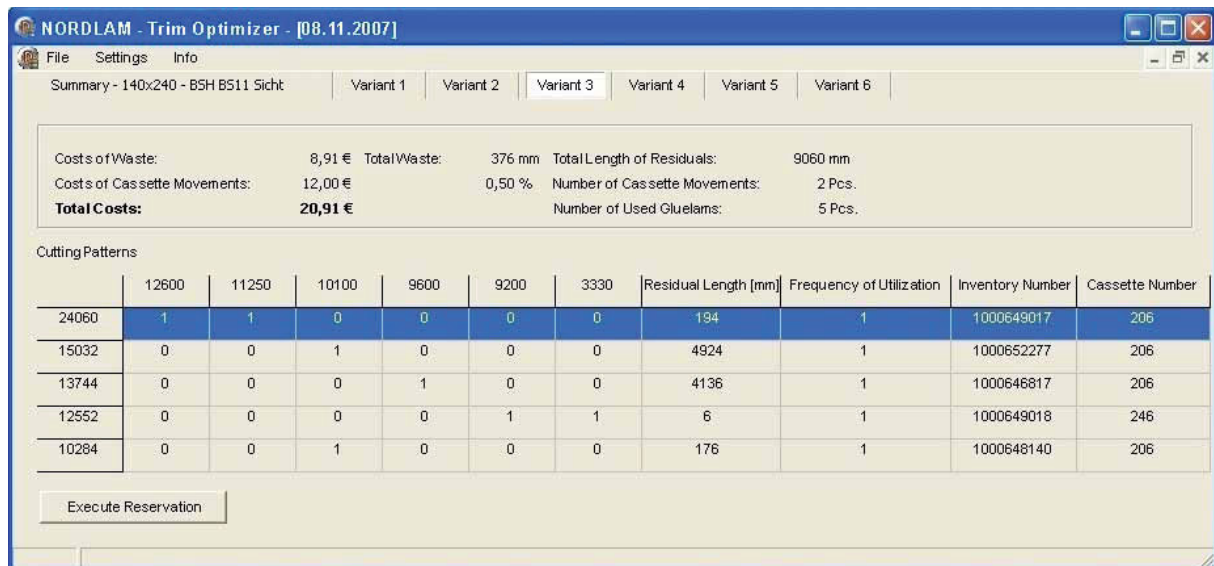 NORDLAM - Trim Optimizer - [08.11.2007]
File Settings Info
Summary - 140x240 - BSH BS11 Sicht Variant 1 Variant 2 Variant 3 Variant 4 Variant 5 Variant 6
Costs of Waste: 8,91 € Total Waste: 376 mm Total Length of Residuals: 9060 mm
Costs of Cassette Movements: 12,00 € 0,50 % Number of Cassette Movements: 2 Pcs.
Total Costs: 20,91 € Number of Used Gluelams: 5 Pcs.
Cutting Patterns
12600 11250 10100 9600 9200 3330 Residual Length [mm] Frequency of Utilization Inventory Number Cassette Number
24060 1 1 0 0 0 0 194 1 1000649017 206
15032 0 0 1 0 0 0 4924 1 1000652277 206
13744 0 0 0 1 0 0 4136 1 1000646817 206
12552 0 0 0 0 1 1 6 1 1000649018 246
10284 0 0 1 0 0 0 176 1 1000648140 206
Execute Reservation